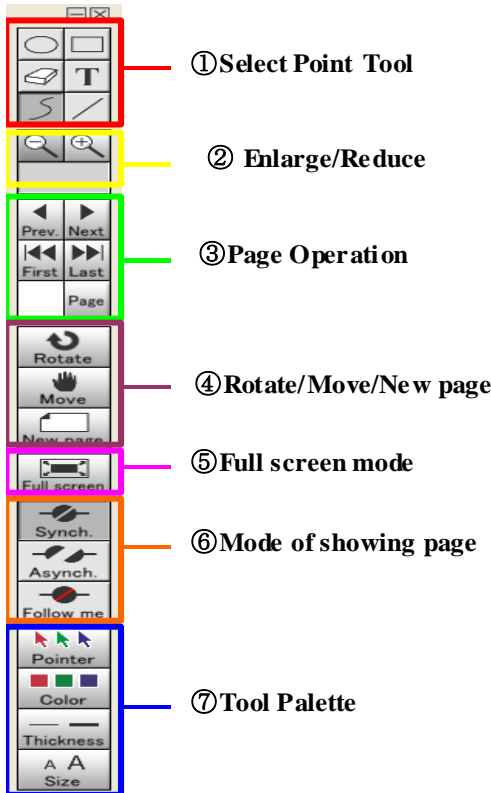 T
①Select Point Tool
② Enlarge/Reduce
Prev. Next
First Last
Page
③Page Operation
Rotate
Move
New page
④Rotate/Move/New page
Full screen
⑤Full screen mode
Synch.
Asynch.
Follow me
⑥Mode of showing page
Pointer
Color
Thickness
A A
Size
⑦Tool Palette